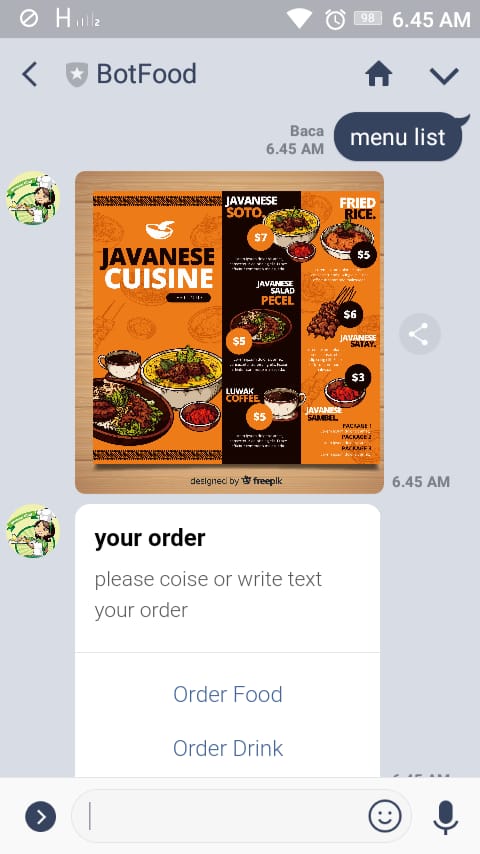 H 2 98 6.45 AM
BotFood
Baca
6.45 AM
menu list
JAVANESE
CUISINE
JAVANESE
SOTO.
$7
JAVANESE
SALAD
PECEL
$5
LUWAK
COFFEE.
$5
FRIED
RICE.
$5
$6
JAVANESE
SATAY.
$3
JAVANESE
SAMBEL.
PACKAGE 1
PACKAGE 2
PACKAGE 3
designed by freepik
6.45 AM
your order
please coise or write text
your order
Order Food
Order Drink
6.45 AM